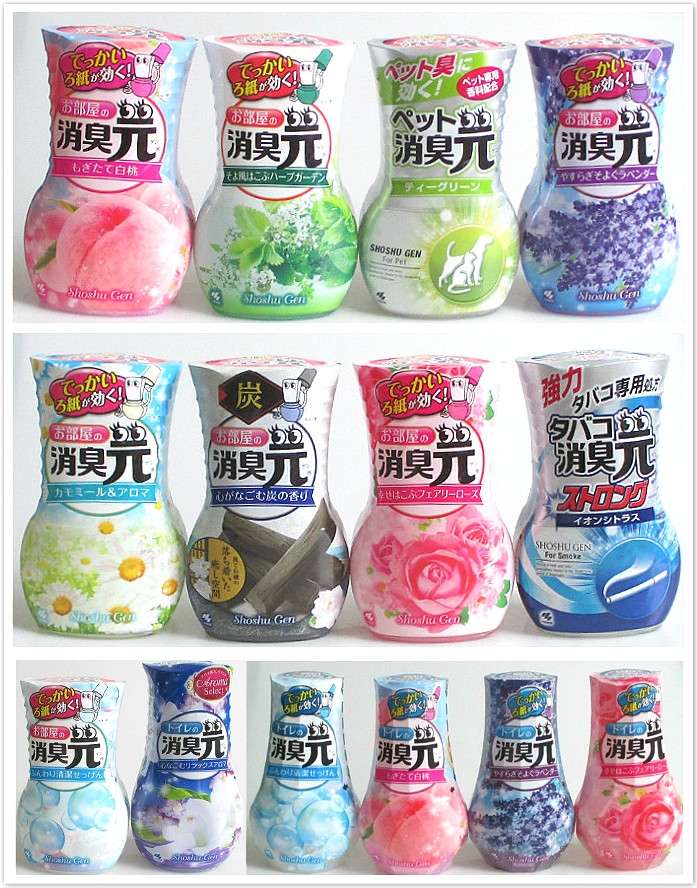 でっかい
ろ紙が効く!
お部屋の
消臭元
もぎたて白桃
Shoshu Gen
でっかい
ろ紙が効く!
お部屋の
消臭元
そよ風はこぶハーブガーデン
Shoshu Gen
ペット臭に
効く!
ペット専用
香料配合
ペット
消臭元
ティーグリーン
SHOSHU GEN
For Pet
でっかい
ろ紙が効く!
お部屋の
消臭元
やすらぎそよぐラベンダー
Shoshu Gen
でっかい
ろ紙が効く!
お部屋の
消臭元
カモミール&アロマ
Shoshu Gen
炭
お部屋の
消臭元
心がなごむ炭の香り
落ち着いた
癒し空間
Shoshu Gen
でっかい
ろ紙が効く!
お部屋の
消臭元
幸せはこぶフェアリーローズ
Shoshu Gen
強力
タバコ専用処方
タバコ
消臭元
ストロング
イオンシトラス
SHOSHU GEN
For Smoke
でっかい
ろ紙が効く!
お部屋の
消臭元
ふんわり清潔せっけん
Shoshu Gen
Aroma
Select
トイレの
消臭元
心なごむリラックスアロマ
Shoshu Gen
でっかい
ろ紙が効く!
トイレの
消臭元
ふんわり清潔せっけん
Shoshu Gen
でっかい
ろ紙が効く!
トイレの
消臭元
もぎたて白桃
Shoshu Gen
でっかい
ろ紙が効く!
トイレの
消臭元
やすらぎそよぐラベンダー
Shoshu Gen
でっかい
ろ紙が効く!
トイレの
消臭元
幸せはこぶフェアリーローズ
Shoshu Gen